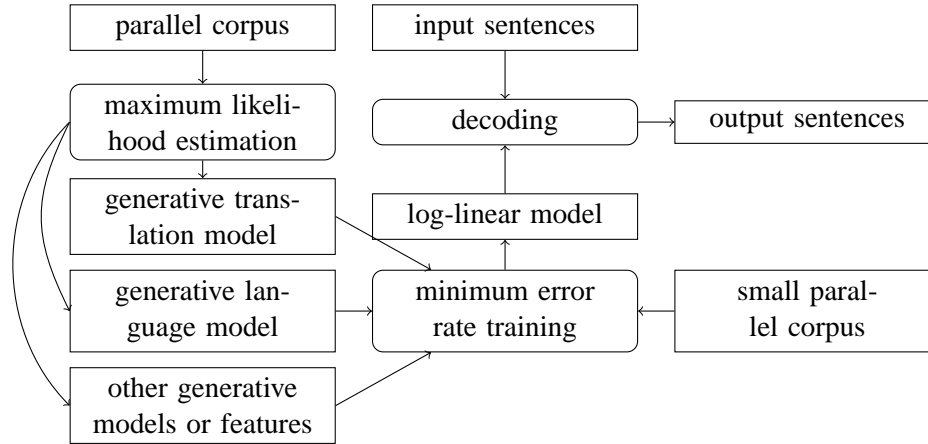 parallel corpus
input sentences
maximum likeli-
hood estimation
decoding
output sentences
generative trans-
lation model
log-linear model
generative lan-
guage model
minimum error
rate training
small paral-
lel corpus
other generative
models or features